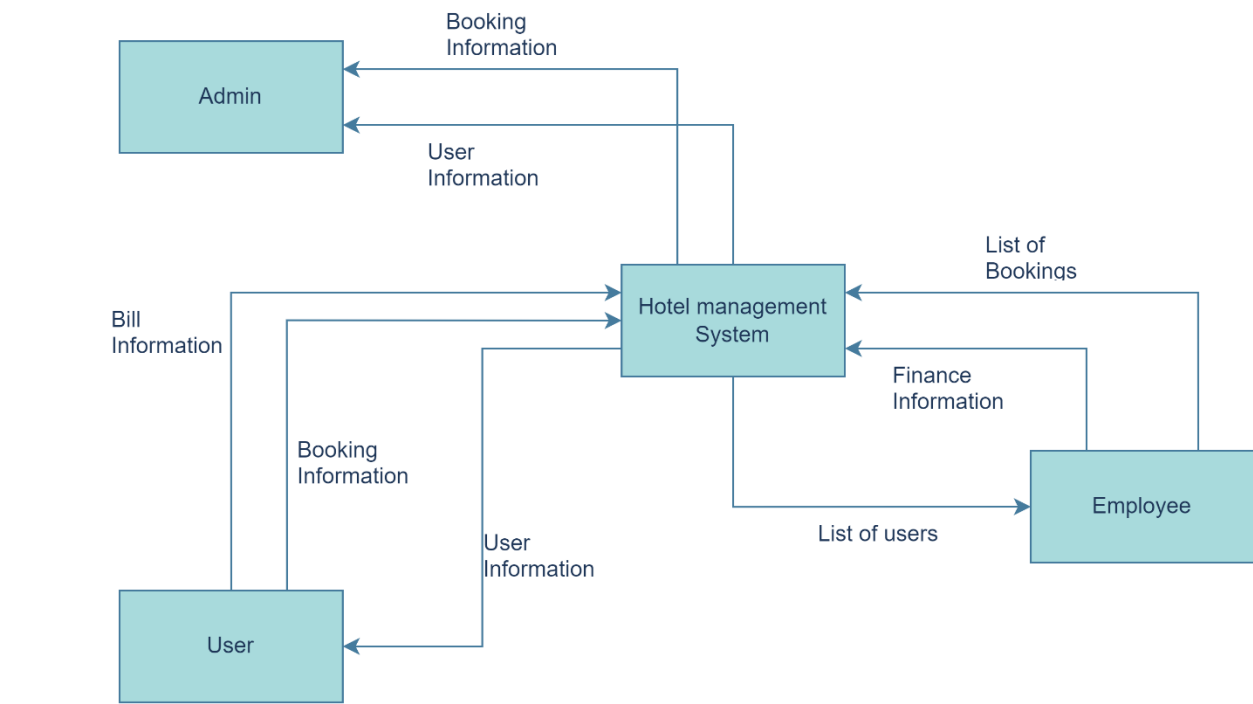 Booking
Information
Admin
User
Information
List of
Bookings
Hotel management
System
Bill
Information
Finance
Information
Booking
Information
Employee
List of users
User
Information
User